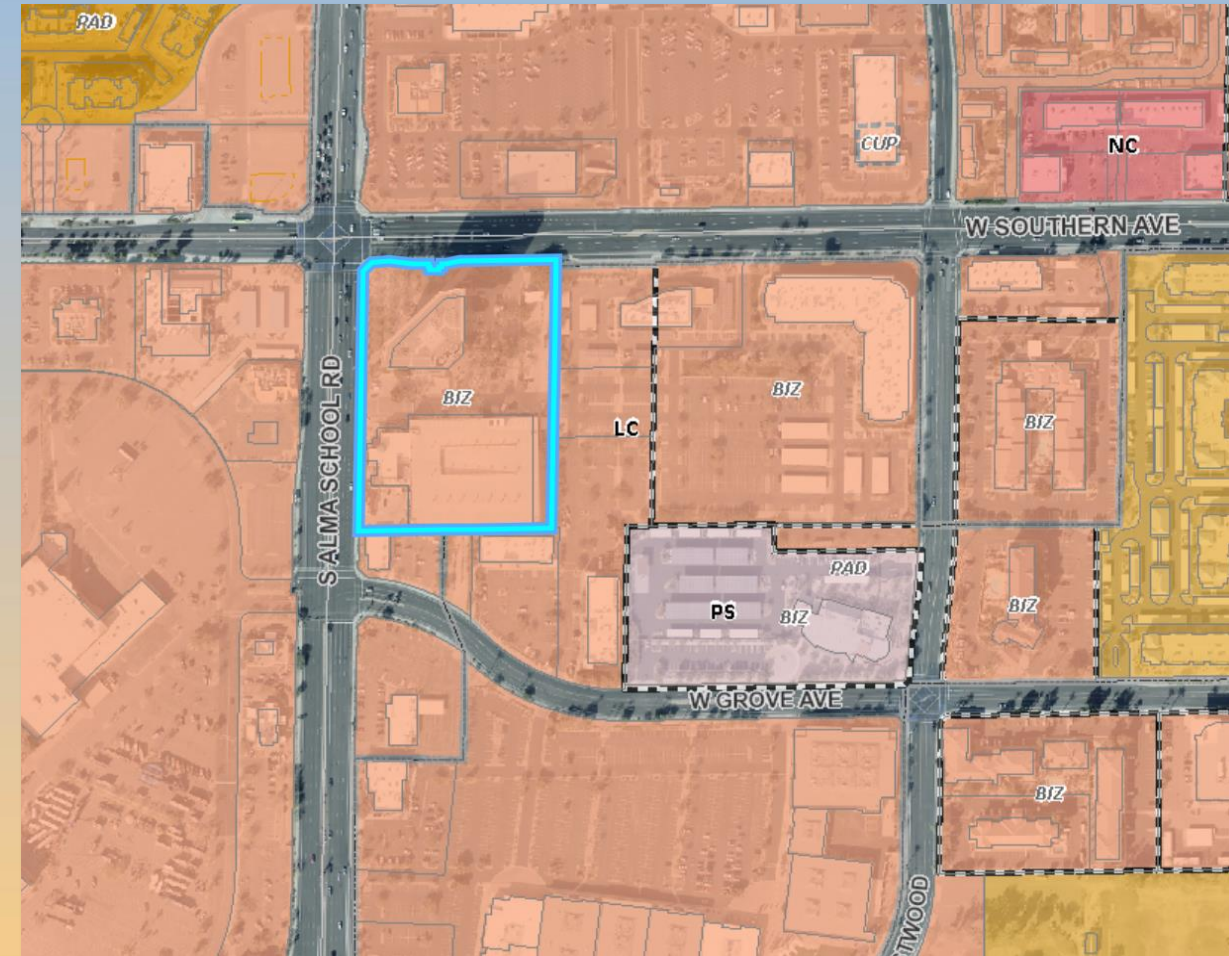 PAD
CUP
NC
W SOUTHERN AVE
S ALMA SCHOOL RD
BIZ
LC
BIZ
BIZ
PAD
PS
BIZ
BIZ
W GROVE AVE
BIZ
TWOOD